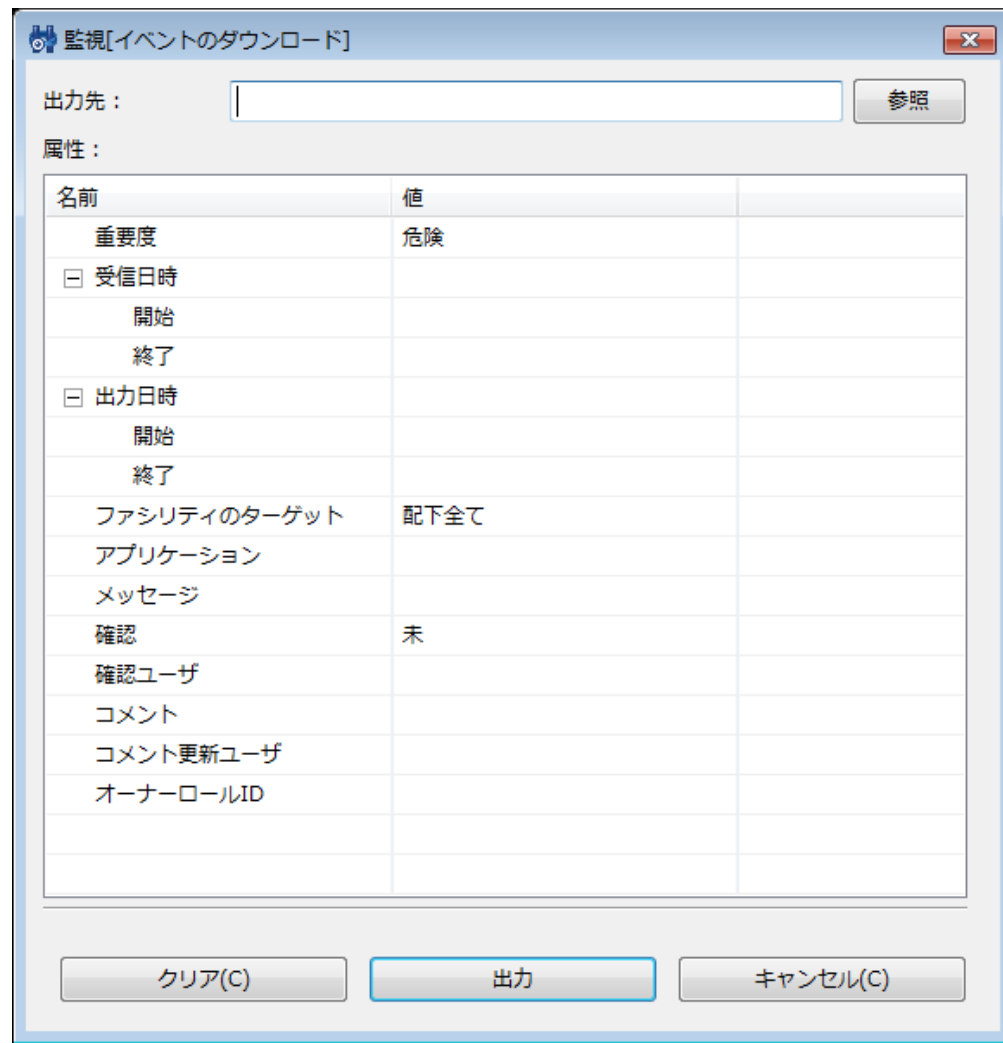 監視[イベントのダウンロード]
出力先： 参照
属性：
名前 値
重要度 危険
受信日時
開始
終了
出力日時
開始
終了
ファシリティのターゲット 配下全て
アプリケーション
メッセージ
確認 未
確認ユーザ
コメント
コメント更新ユーザ
オーナーロールID
クリア(C) 出力 キャンセル(C)